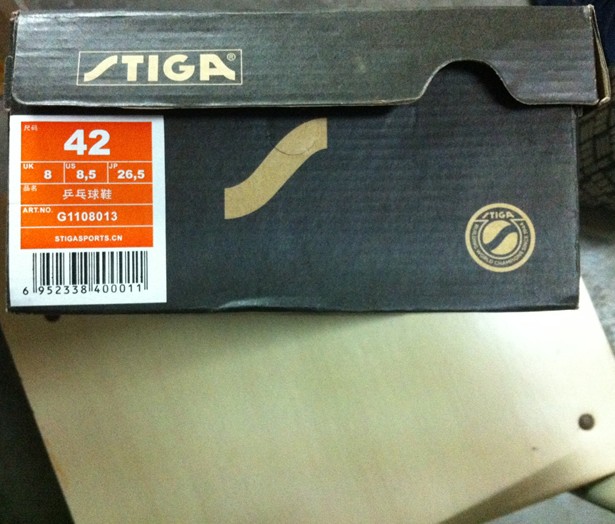 STIGA®
尺码
42
UK US JP
8 8,5 26,5
品名
乒乓球鞋
ART.NO. G1108013
STIGASPORTS.CN
6 952338 400011
STIGA